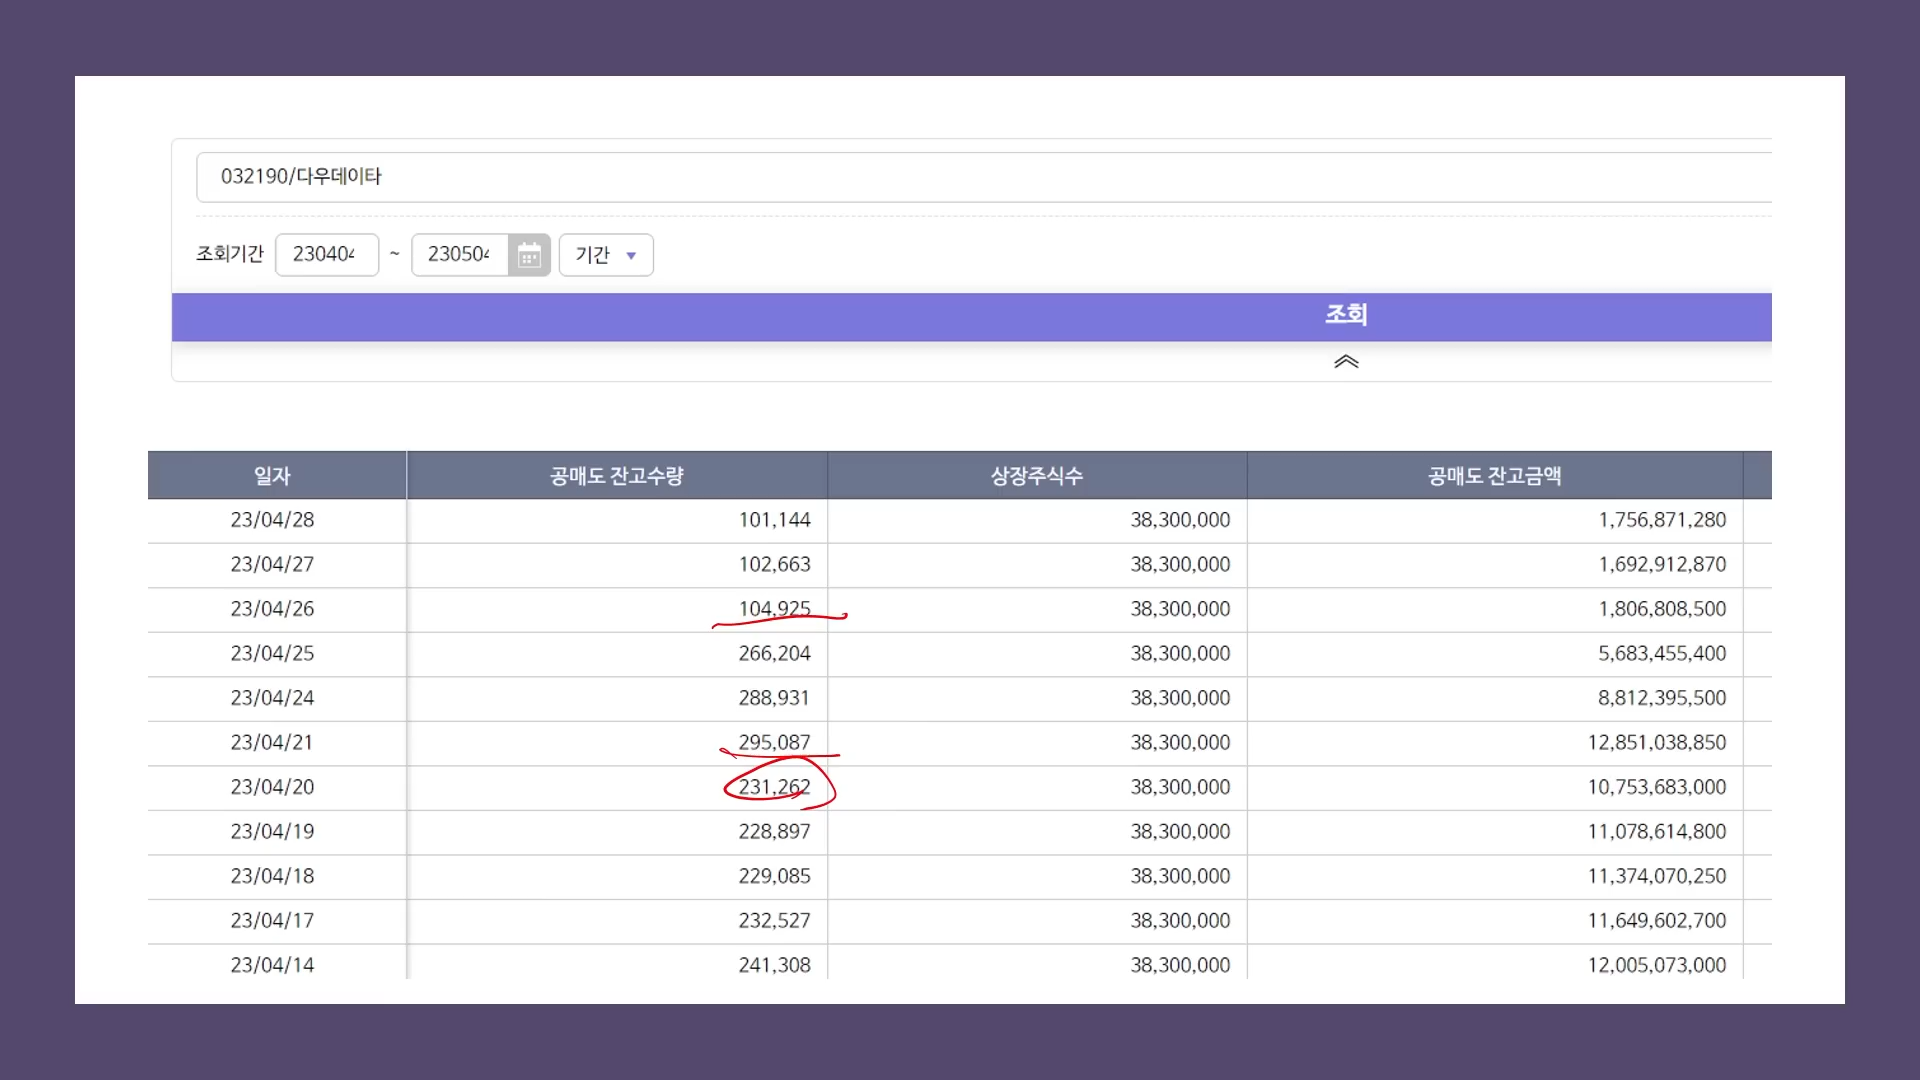 032190/다우데이타
조회기간 230404 ~ 230504 기간
조회
일자 공매도 잔고수량 상장주식수 공매도 잔고금액
23/04/28 101,144 38,300,000 1,756,871,280
23/04/27 102,663 38,300,000 1,692,912,870
23/04/26 104,925 38,300,000 1,806,808,500
23/04/25 266,204 38,300,000 5,683,455,400
23/04/24 288,931 38,300,000 8,812,395,500
23/04/21 295,087 38,300,000 12,851,038,850
23/04/20 231,262 38,300,000 10,753,683,000
23/04/19 228,897 38,300,000 11,078,614,800
23/04/18 229,085 38,300,000 11,374,070,250
23/04/17 232,527 38,300,000 11,649,602,700
23/04/14 241,308 38,300,000 12,005,073,000